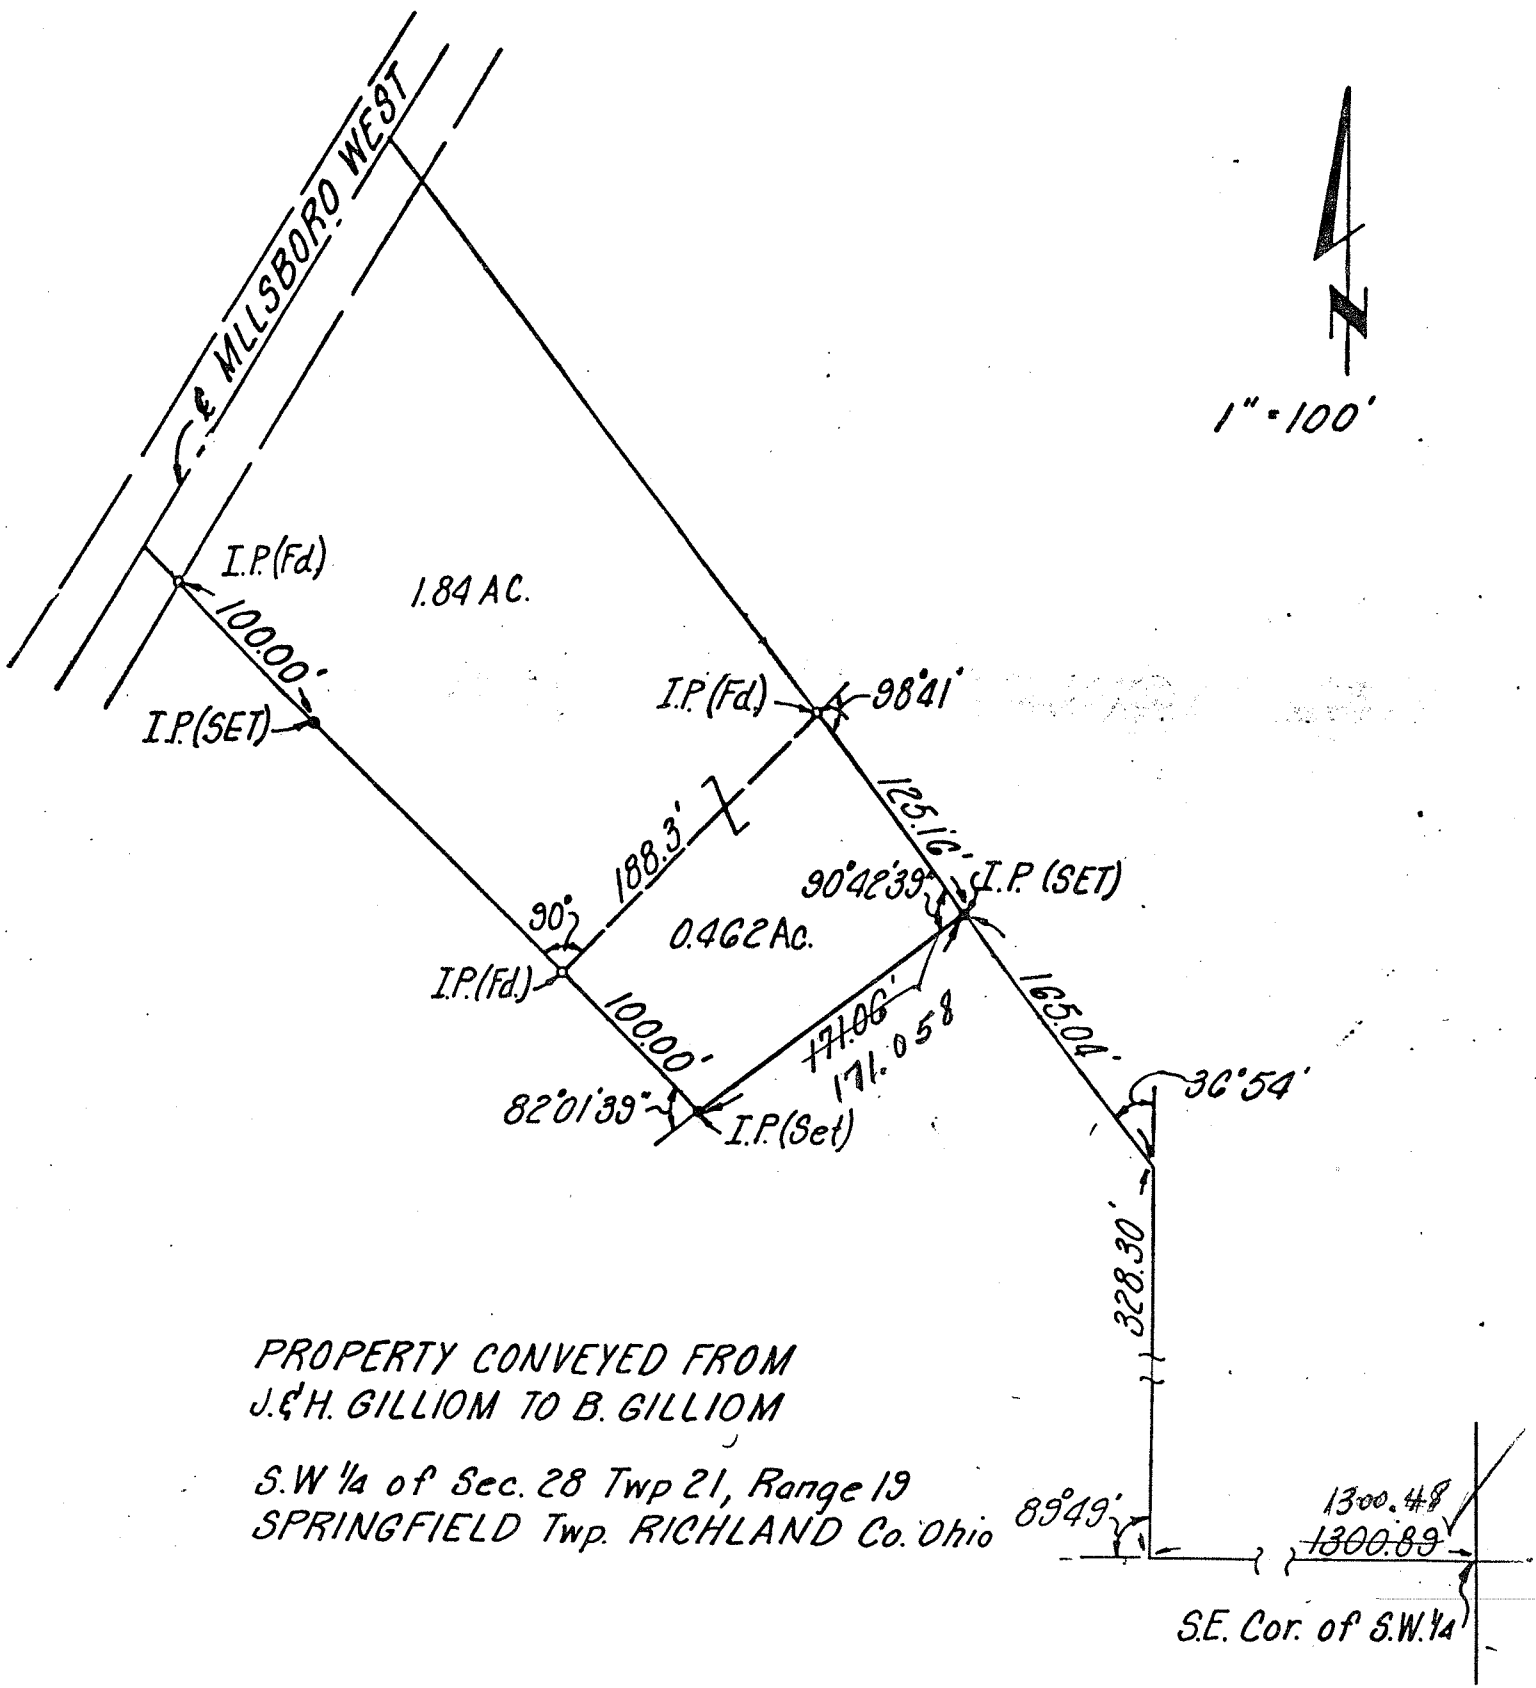 ℄ MLLSBORO WEST
N
1" = 100'
I.P.(Fd.)
1.84 AC.
100.00'
I.P.(SET)
I.P.(Fd.)
98°41'
188.3'
125.16'
90°42'39"
I.P. (SET)
90°
0.462 Ac.
I.P.(Fd.)
100.00'
171.06'
171.058
165.04'
36°54'
82°01'39"
I.P.(Set)
328.30'
PROPERTY CONVEYED FROM
J.&H. GILLIOM TO B. GILLIOM
S.W 1/4 of Sec. 28 Twp 21, Range 19
SPRINGFIELD Twp. RICHLAND Co. Ohio
89°49'
1300.48
1300.89
S.E. Cor. of S.W. 1/4